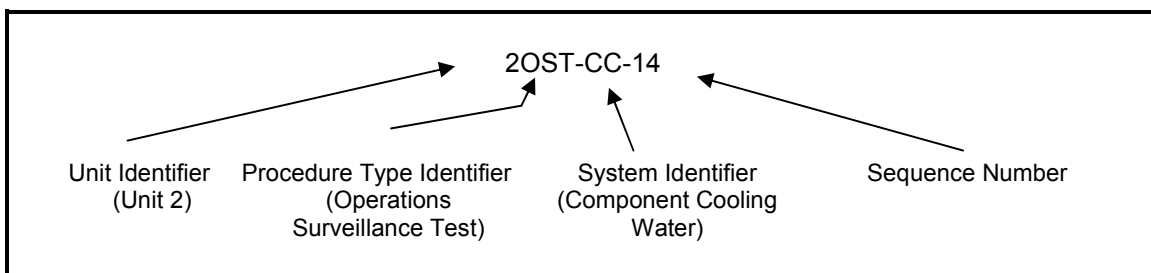 2OST-CC-14
Unit Identifier
(Unit 2)
Procedure Type Identifier
(Operations
Surveillance Test)
System Identifier
(Component Cooling
Water)
Sequence Number